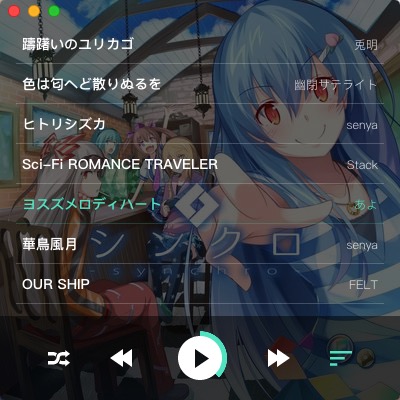 躊躇いのユリカゴ 兎明
色は匂へど散りぬるを 幽閉サテライト
ヒトリシズカ senya
Sci-Fi ROMANCE TRAVELER Stack
ヨスズメロディハート あよ
華鳥風月 senya
シンクロ
-synchro-
OUR SHIP FELT